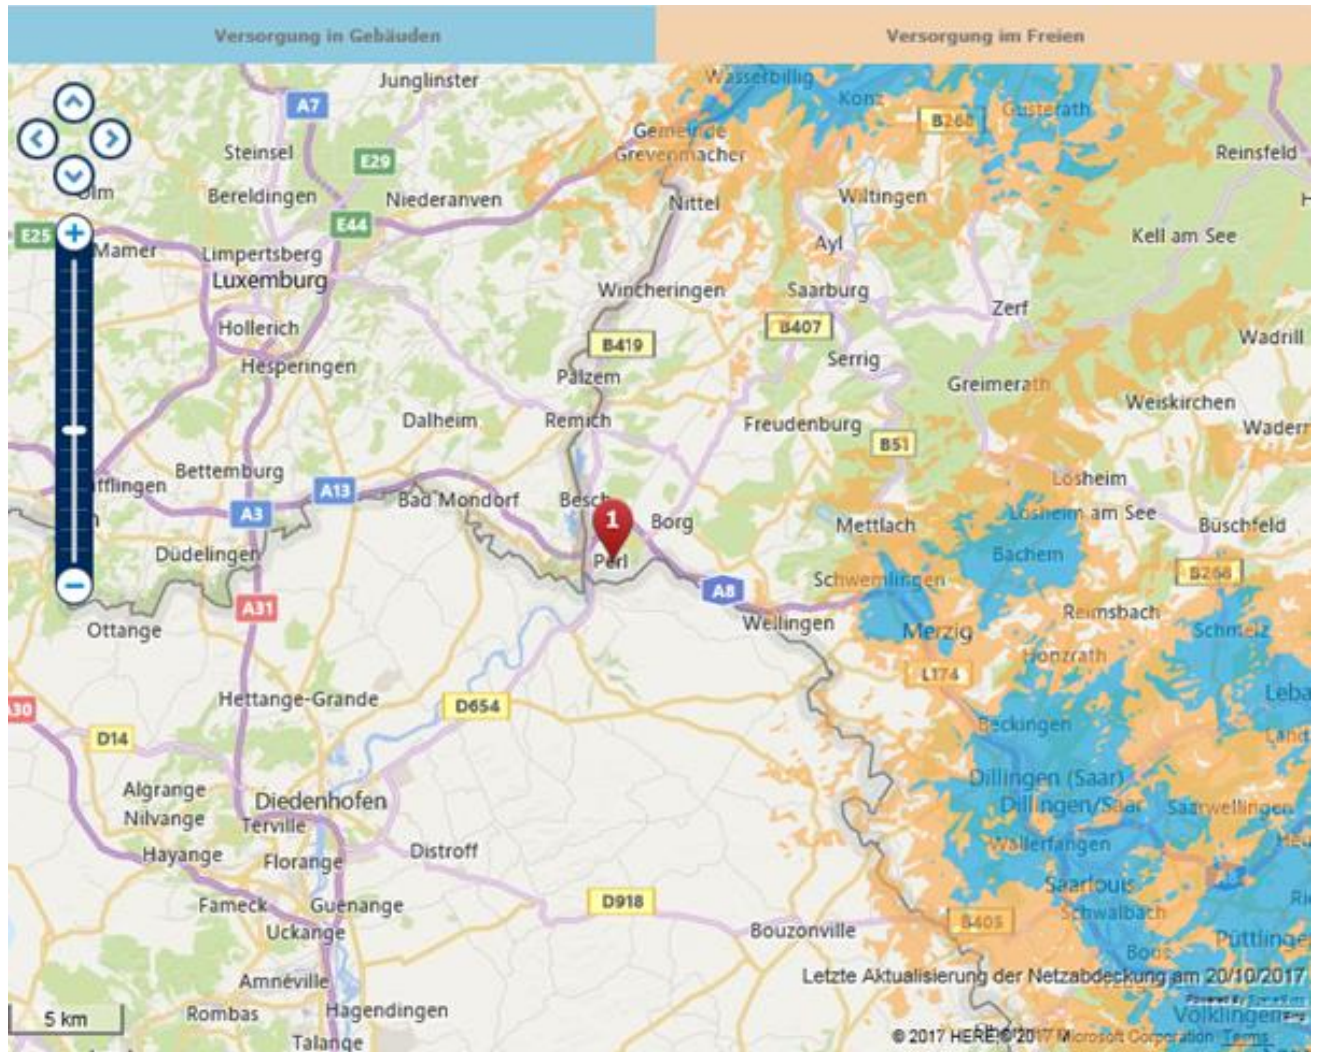 Versorgung in Gebäuden
Versorgung im Freien
Junglinster
Wasserbillig
Konz
A7
B268
Gusterath
Gemeinde
Grevenmacher
Steinsel
E29
Reinsfeld
Bereldingen
Niederanven
Nittel
Wiltingen
E44
E25
Mamer
Limpertsberg
Ayl
Kell am See
Luxemburg
Wincheringen
Saarburg
Zerf
Hollerich
B407
B419
Wadrill
Hesperingen
Serrig
Palzem
Greimerath
Weiskirchen
Dalheim
Remich
Freudenburg
B51
Bettemburg
Losheim
fflingen
A13
Bad Mondorf
Besch
A3
1
Borg
Mettlach
Losheim am See
Büschfeld
Düdelingen
Perl
Bachem
B268
Schwemlingen
A8
A31
Reimsbach
Ottange
Wellingen
Merzig
Schmelz
Honzrath
L174
Hettange-Grande
Leba
D654
A30
Beckingen
D14
Dillingen (Saar)
Algrange
Diedenhofen
Dillingen/Saar
Saarwellingen
Nilvange
Terville
Wallerfangen
Hayange
Florange
Distroff
Saarlouis
Fameck
Guenange
D918
Schwalbach
B405
Uckange
Bouzonville
Püttlinge
Bous
Letzte Aktualisierung der Netzabdeckung am 20/10/2017
Amnéville
Rombas
Hagendingen
5 km
Völklingen
Talange
© 2017 HERE, © 2017 Microsoft Corporation Terms